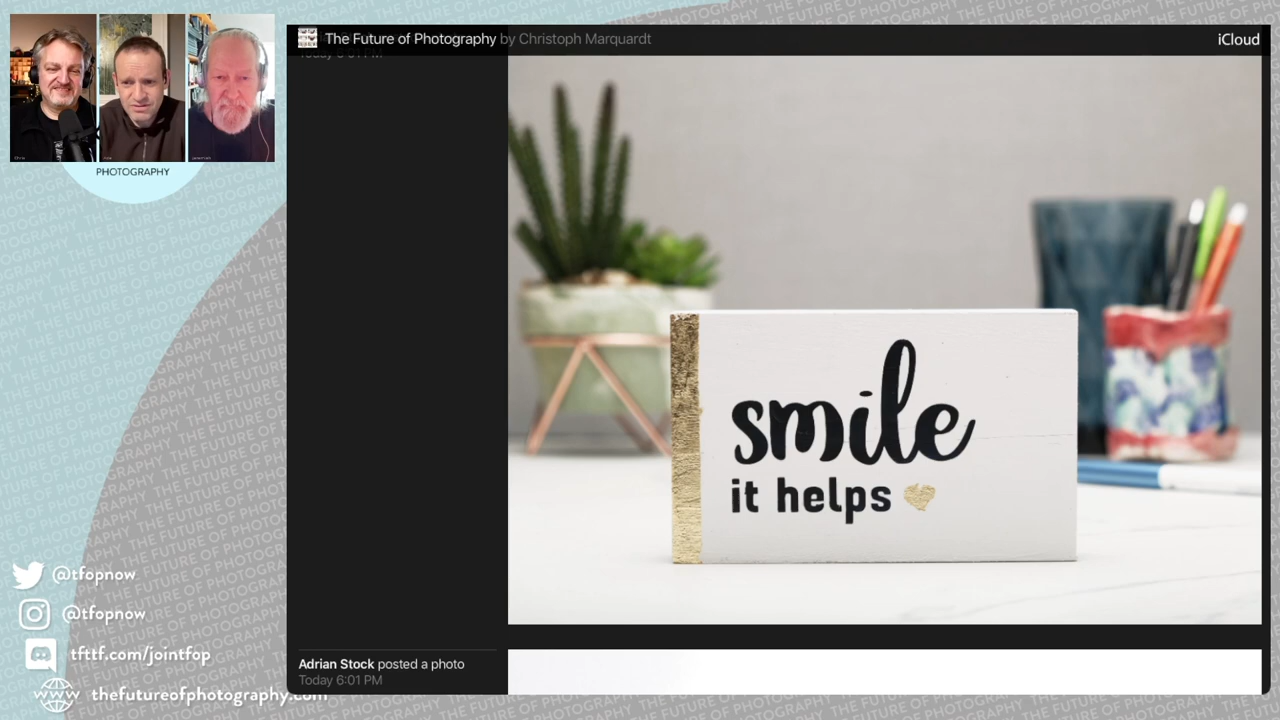 The Future of Photography by Christoph Marquardt
iCloud
PHOTOGRAPHY
smile
it helps
@tfopnow
@tfopnow
tfttf.com/jointfop
thefutureofphotography.com
Adrian Stock posted a photo
Today 6:01 PM